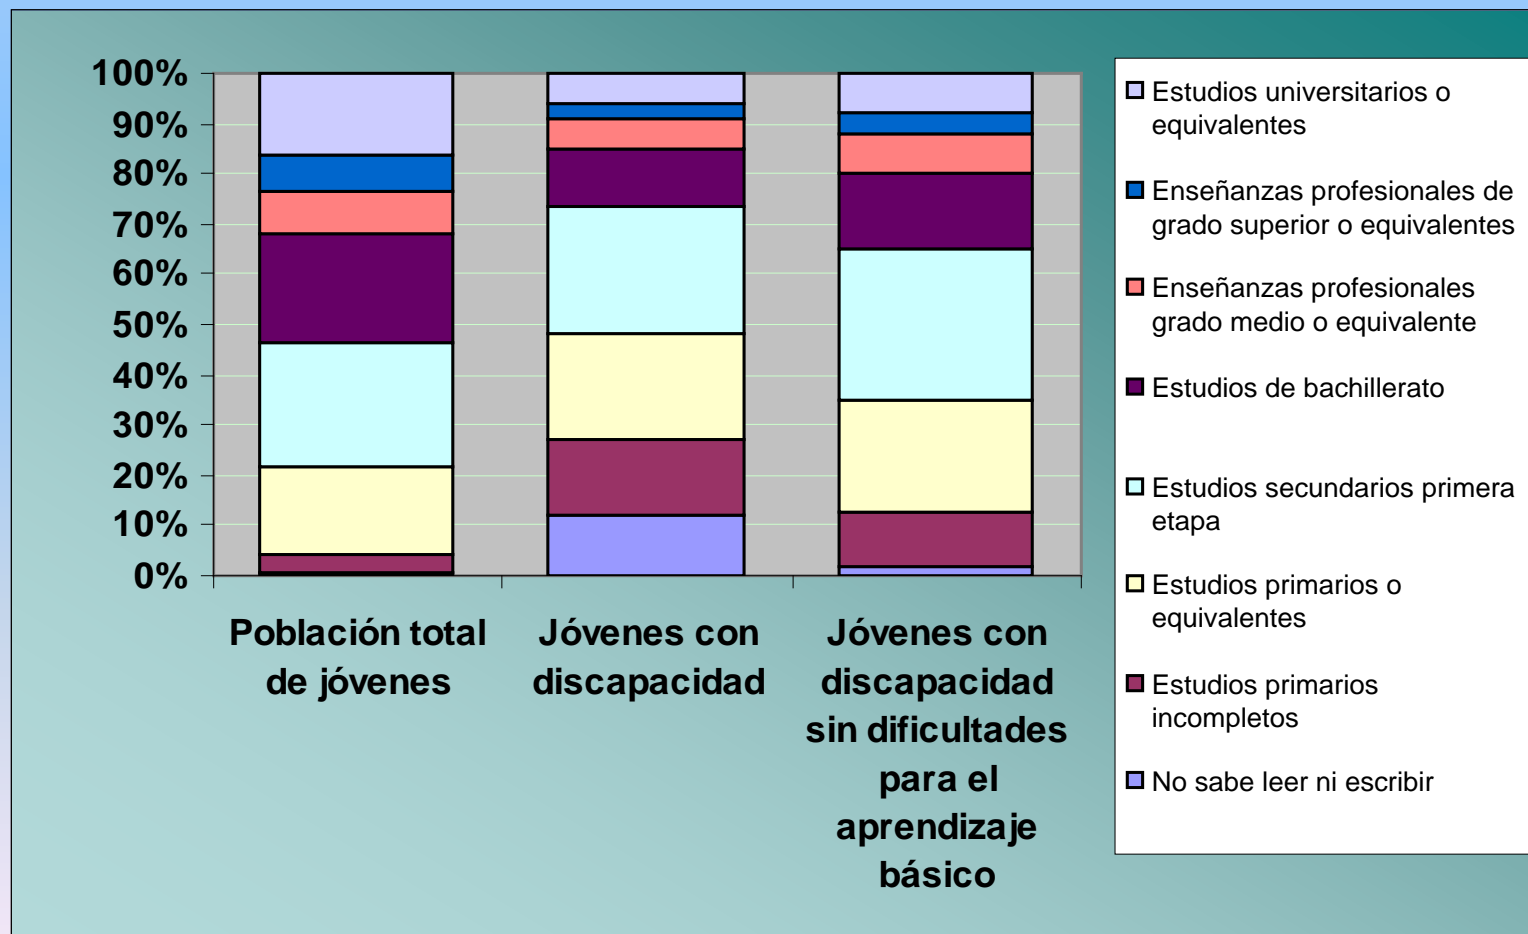 100%
90%
80%
70%
60%
50%
40%
30%
20%
10%
0%
Población total
de jóvenes
Jóvenes con
discapacidad
Jóvenes con
discapacidad
sin dificultades
para el
aprendizaje
básico
Estudios universitarios o
equivalentes
Enseñanzas profesionales de
grado superior o equivalentes
Enseñanzas profesionales
grado medio o equivalente
Estudios de bachillerato
Estudios secundarios primera
etapa
Estudios primarios o
equivalentes
Estudios primarios
incompletos
No sabe leer ni escribir